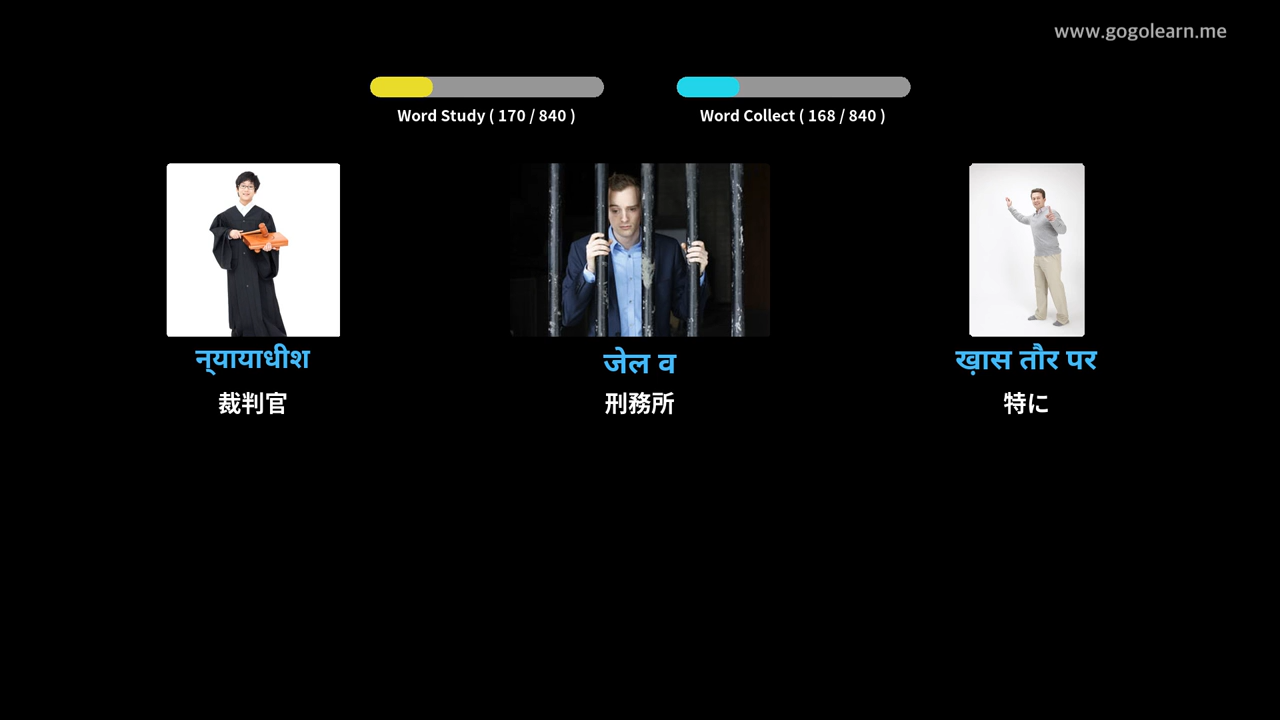 www.gogolearn.me
Word Study ( 170 / 840 )
Word Collect ( 168 / 840 )
न्‌यायाधीश
जेल व
ख़ास तौर पर
裁判官
刑務所
特に